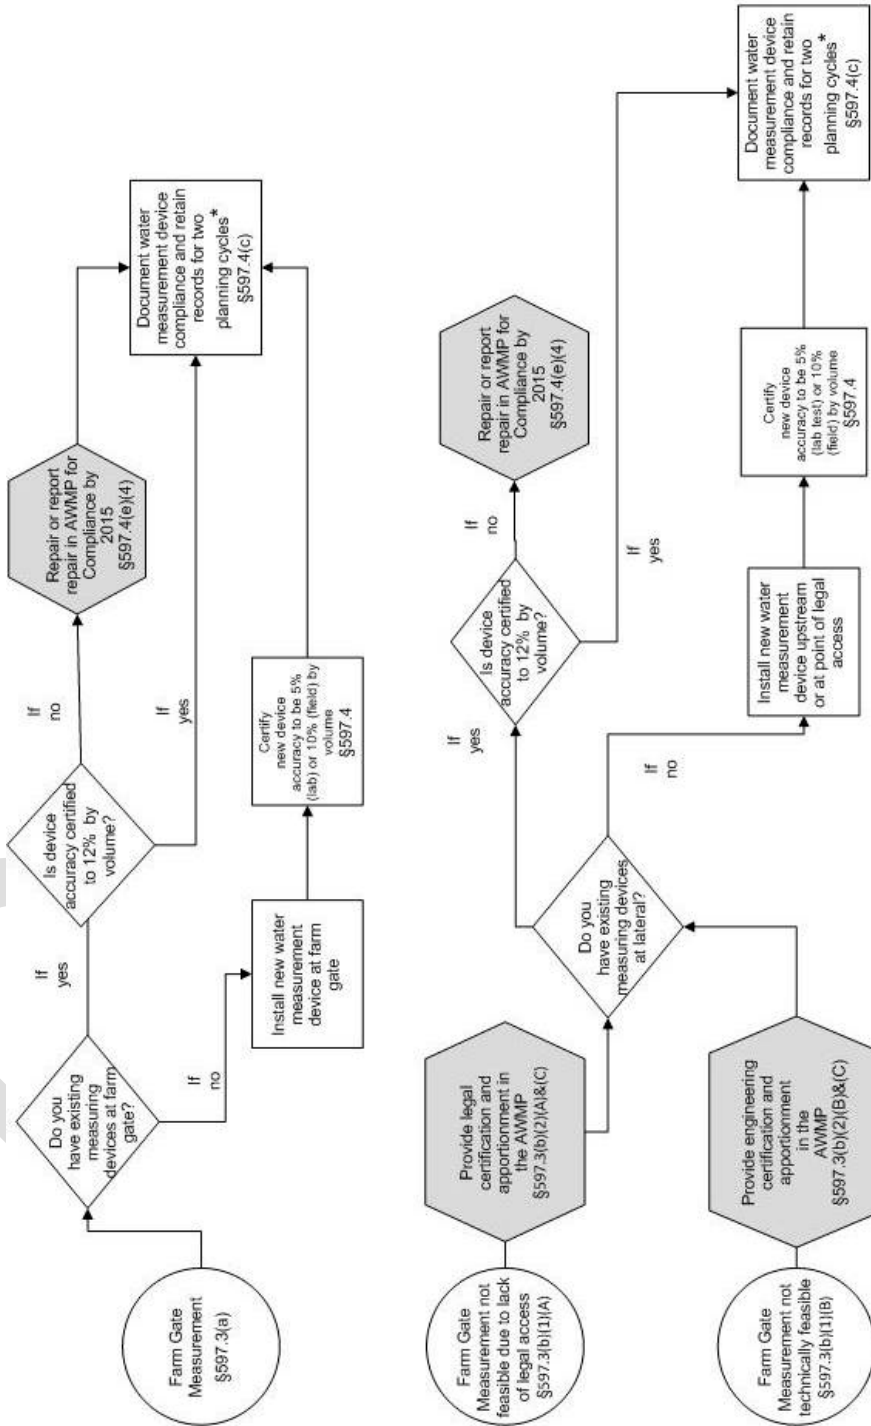 Farm Gate
Measurement
§597.3(a)
Do you
have existing
measuring
devices at farm
gate?
If
yes
If
no
Is device
accuracy certified
to 12% by
volume?
If
no
If
yes
Repair or report
repair in AWMP for
Compliance by
2015
§597.4(e)(4)
Install new water
measurement
device at farm
gate
Certify
new device
accuracy to be 5%
(lab) or 10% (field) by
volume
§597.4
Document water
measurement device
compliance and retain
records for two
planning cycles*
§597.4(c)
Farm Gate
Measurement not
feasible due to lack
of legal access
§597.3(b)(1)(A)
Provide legal
certification and
apportionment in
the AWMP
§597.3(b)(2)(A)&(C)
Farm Gate
Measurement not
technically feasible
§597.3(b)(1)(B)
Provide engineering
certification and
apportionment
in the
AWMP
§597.3(b)(2)(B)&(C)
Do you
have existing
measuring devices
at lateral?
If
yes
If
no
Is device
accuracy certified
to 12% by
volume?
If
no
If
yes
Repair or report
repair in AWMP for
Compliance by
2015
§597.4(e)(4)
Install new water
measurement
device upstream
or at point of legal
access
Certify
new device
accuracy to be 5%
(lab test) or 10%
(field) by volume
§597.4
Document water
measurement device
compliance and retain
records for two
planning cycles*
§597.4(c)